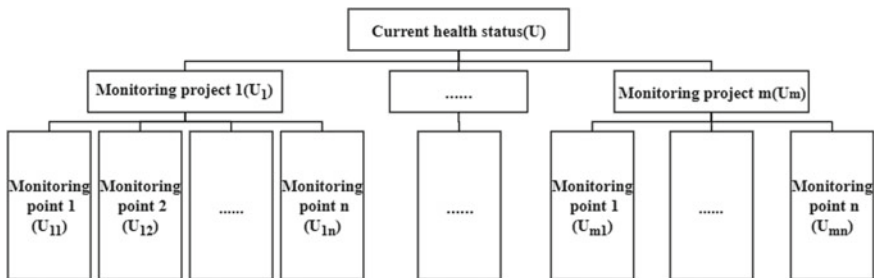 Current health status(U)
Monitoring project 1(U1)
......
Monitoring project m(Um)
Monitoring
point 1
(U11)
Monitoring
point 2
(U12)
......
Monitoring
point n
(U1n)
......
Monitoring
point 1
(Um1)
......
Monitoring
point n
(Umn)